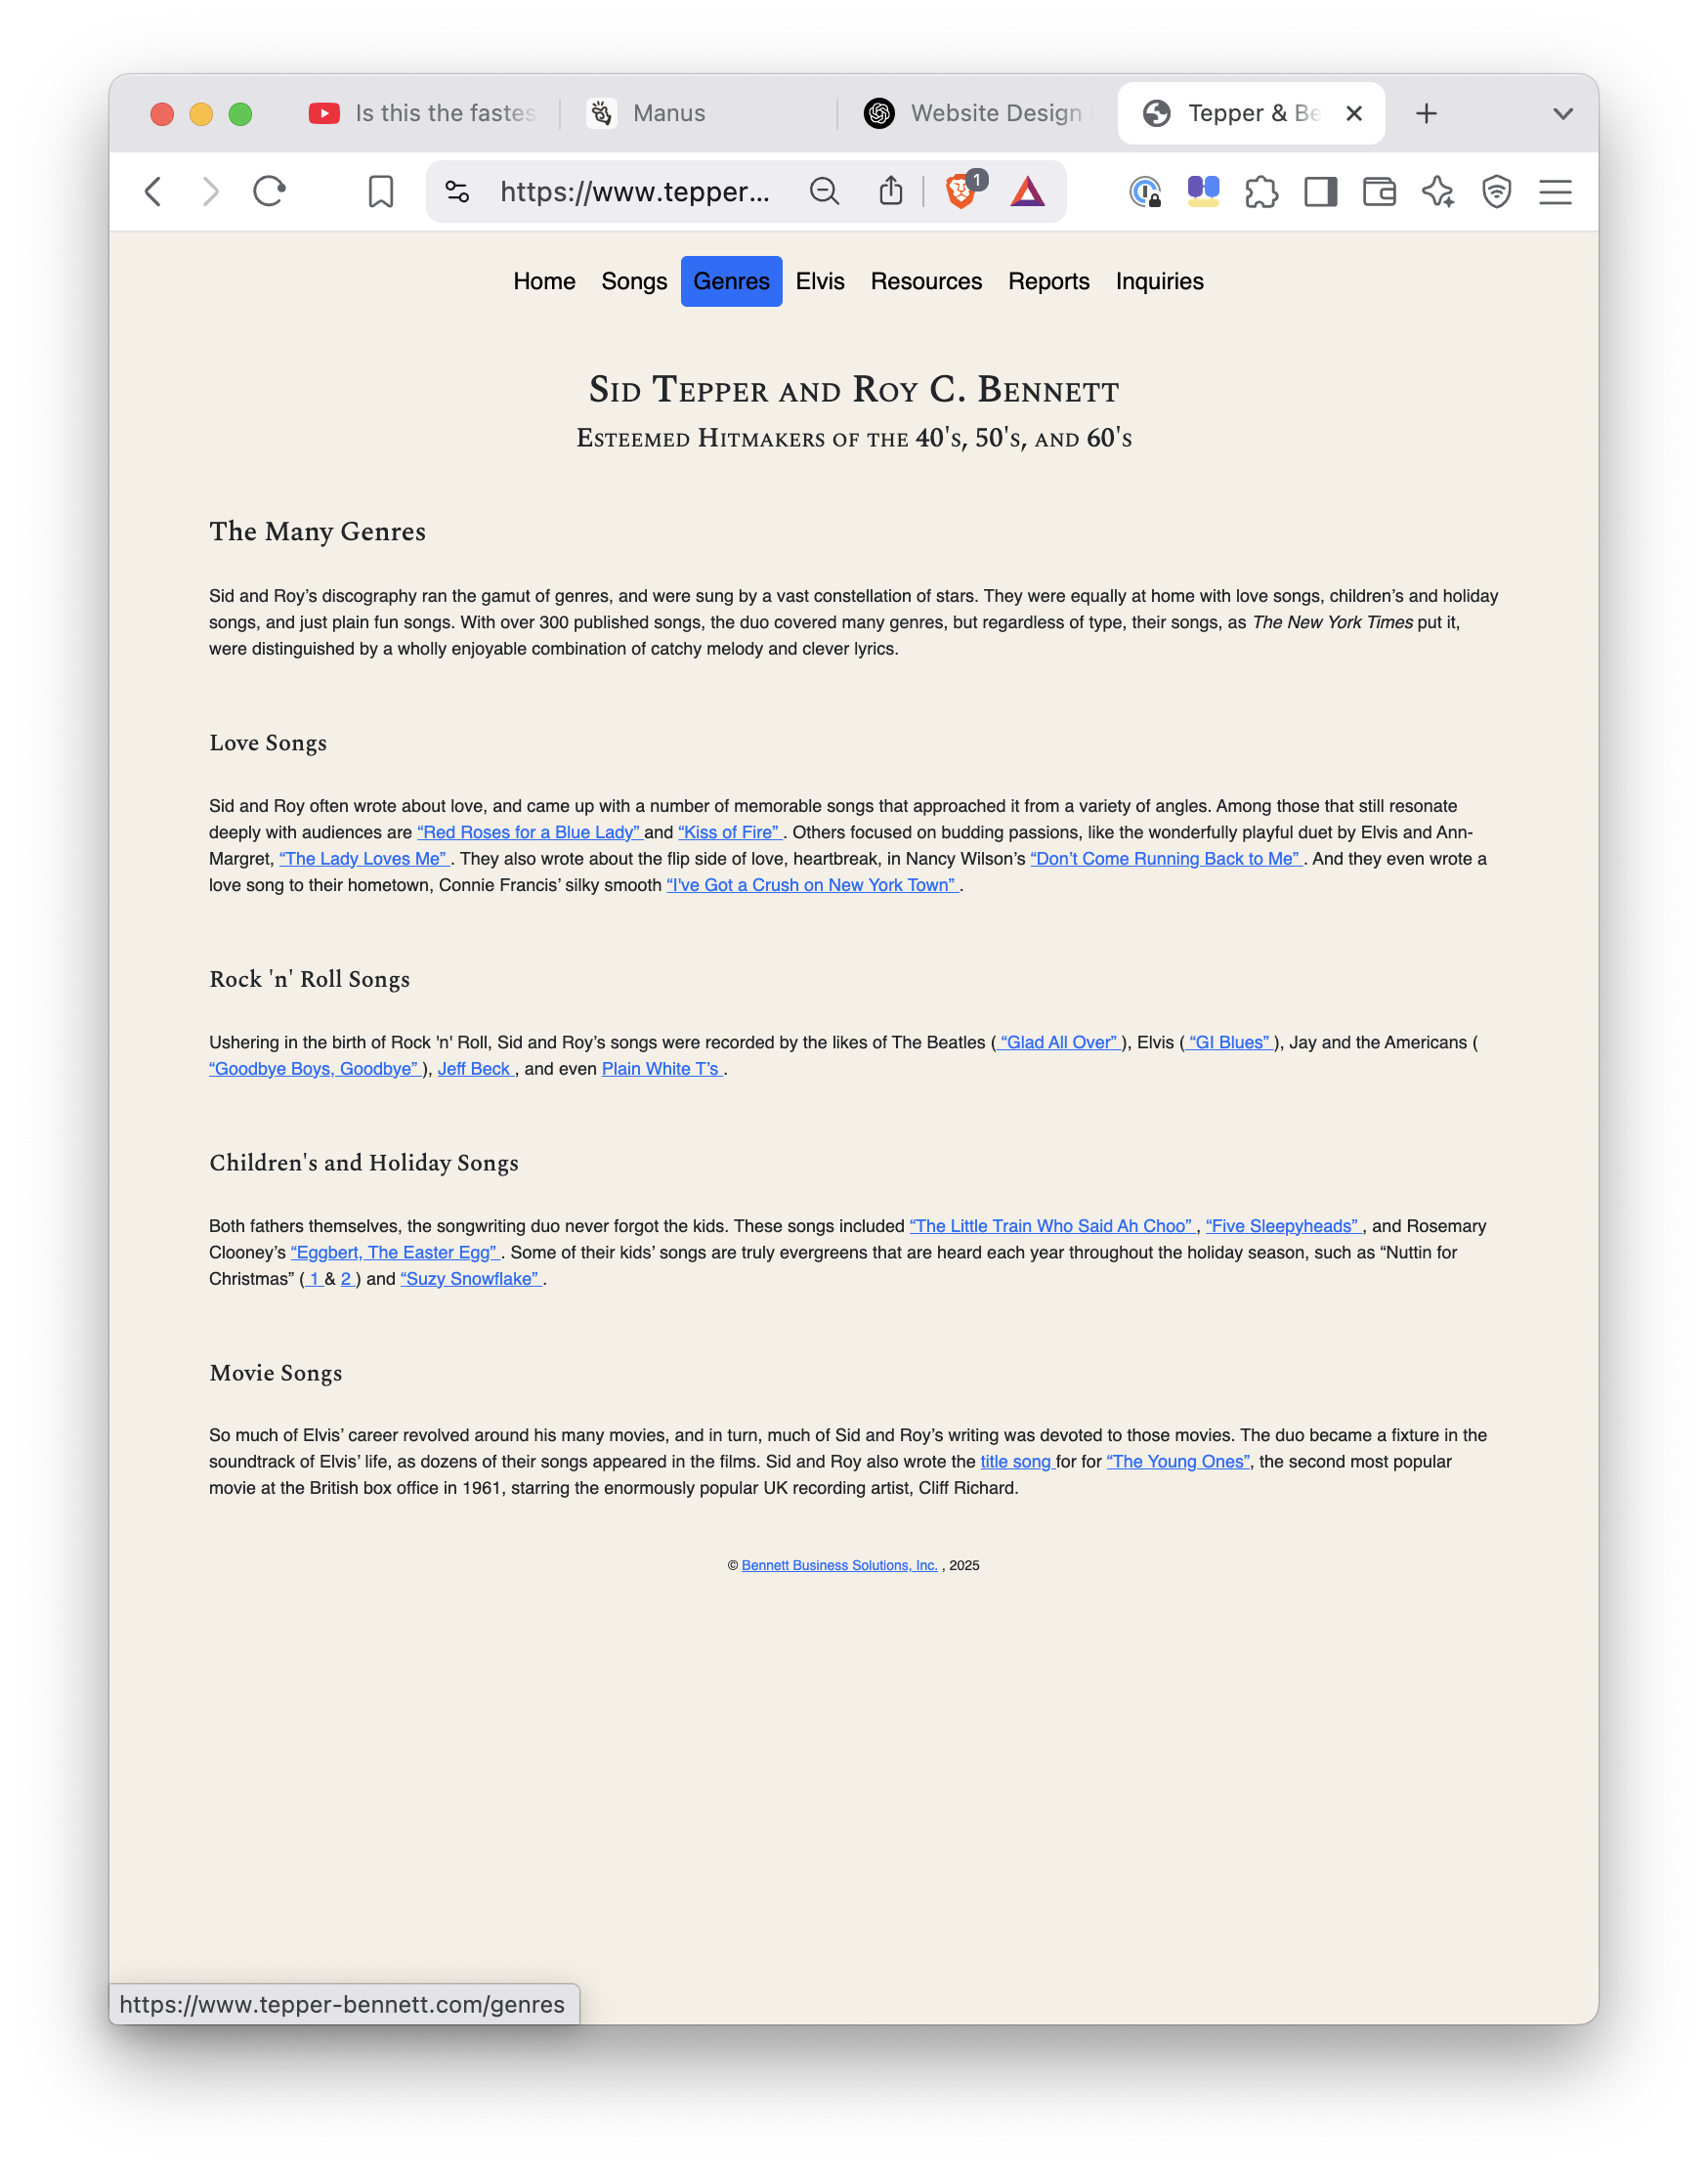 Is this the fastes
Manus
Website Design
Tepper & Be
https://www.tepper...
1
Home Songs Genres Elvis Resources Reports Inquiries
Sid Tepper and Roy C. Bennett
Esteemed Hitmakers of the 40's, 50's, and 60's
The Many Genres
Sid and Roy’s discography ran the gamut of genres, and were sung by a vast constellation of stars. They were equally at home with love songs, children’s and holiday
songs, and just plain fun songs. With over 300 published songs, the duo covered many genres, but regardless of type, their songs, as The New York Times put it,
were distinguished by a wholly enjoyable combination of catchy melody and clever lyrics.
Love Songs
Sid and Roy often wrote about love, and came up with a number of memorable songs that approached it from a variety of angles. Among those that still resonate
deeply with audiences are “Red Roses for a Blue Lady” and “Kiss of Fire” . Others focused on budding passions, like the wonderfully playful duet by Elvis and Ann-
Margret, “The Lady Loves Me” . They also wrote about the flip side of love, heartbreak, in Nancy Wilson’s “Don’t Come Running Back to Me” . And they even wrote a
love song to their hometown, Connie Francis’ silky smooth “I've Got a Crush on New York Town” .
Rock 'n' Roll Songs
Ushering in the birth of Rock 'n' Roll, Sid and Roy’s songs were recorded by the likes of The Beatles ( “Glad All Over” ), Elvis ( “GI Blues” ), Jay and the Americans (
“Goodbye Boys, Goodbye” ), Jeff Beck , and even Plain White T’s .
Children's and Holiday Songs
Both fathers themselves, the songwriting duo never forgot the kids. These songs included “The Little Train Who Said Ah Choo” , “Five Sleepyheads” , and Rosemary
Clooney’s “Eggbert, The Easter Egg” . Some of their kids’ songs are truly evergreens that are heard each year throughout the holiday season, such as “Nuttin for
Christmas” ( 1 & 2 ) and “Suzy Snowflake” .
Movie Songs
So much of Elvis’ career revolved around his many movies, and in turn, much of Sid and Roy’s writing was devoted to those movies. The duo became a fixture in the
soundtrack of Elvis’ life, as dozens of their songs appeared in the films. Sid and Roy also wrote the title song for for “The Young Ones”, the second most popular
movie at the British box office in 1961, starring the enormously popular UK recording artist, Cliff Richard.
© Bennett Business Solutions, Inc. , 2025
https://www.tepper-bennett.com/genres